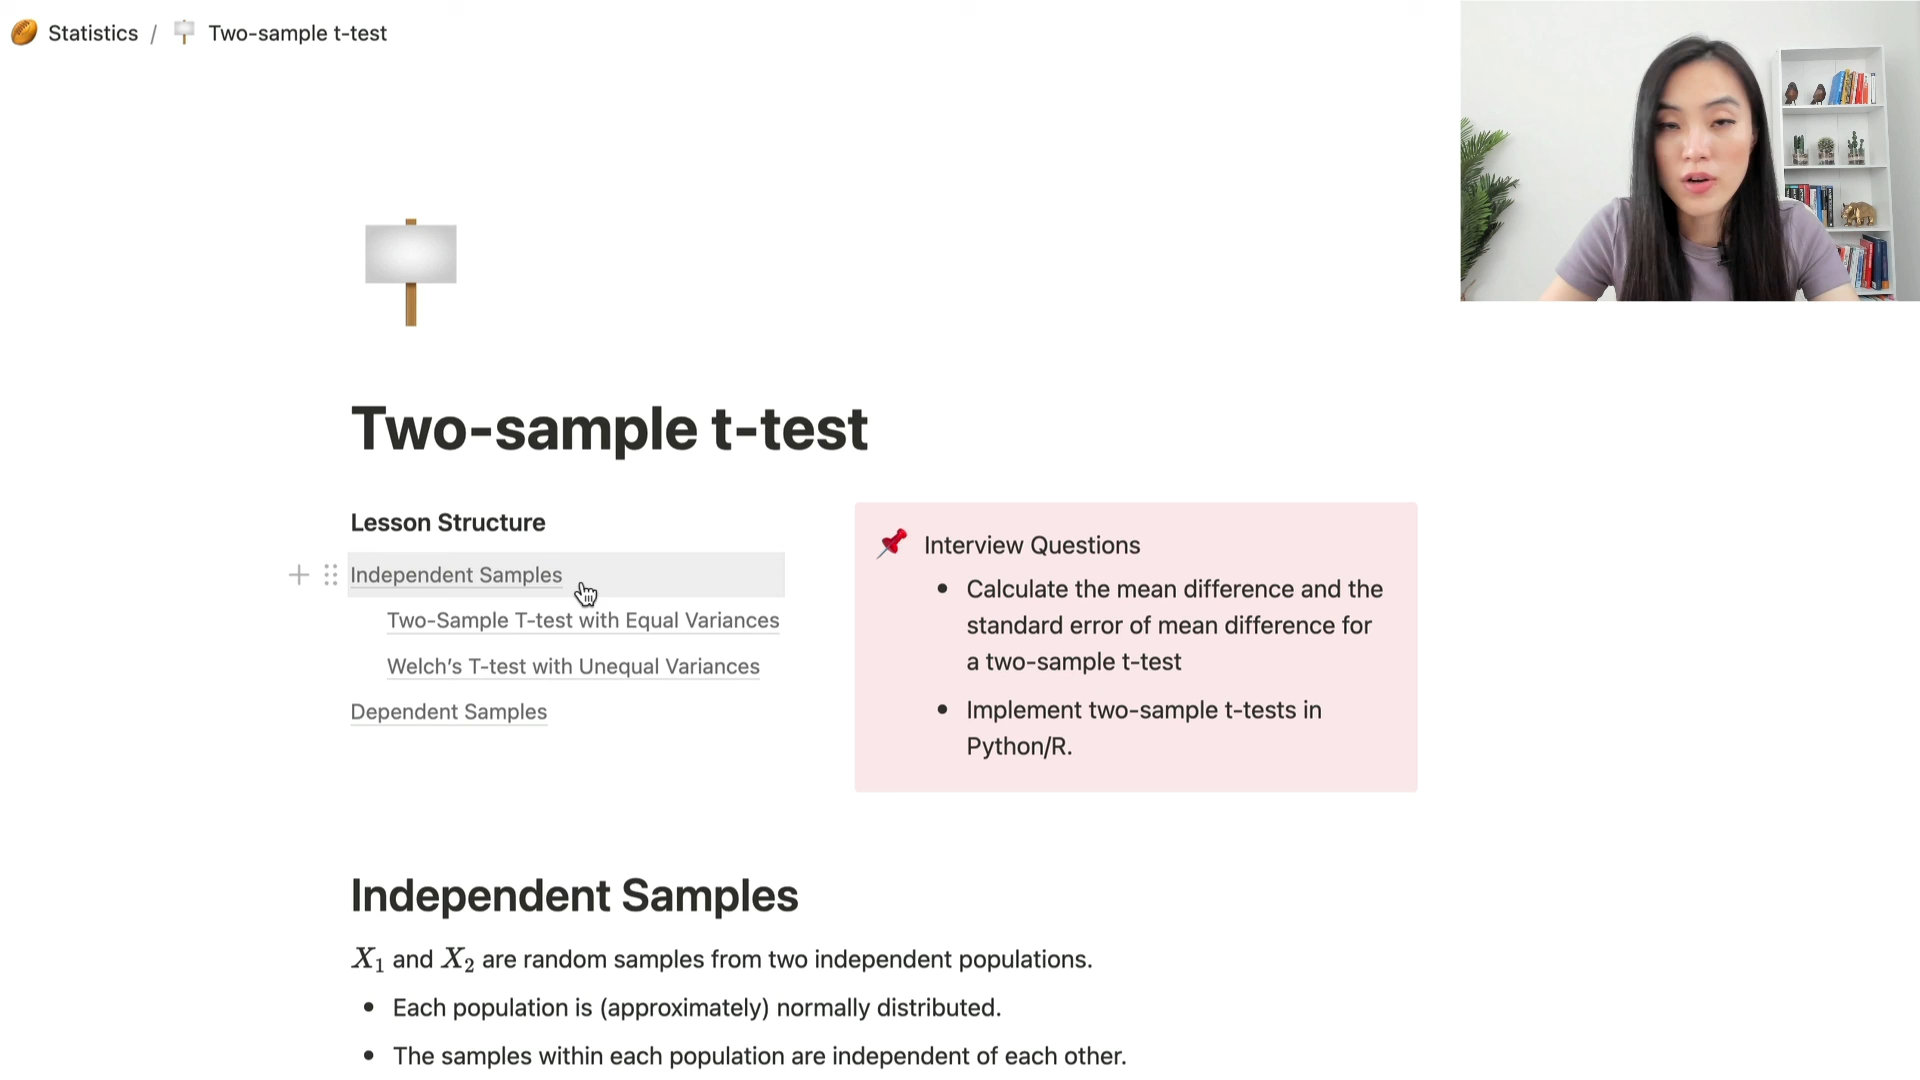 Statistics / Two-sample t-test
Two-sample t-test
Lesson Structure
Independent Samples
Two-Sample T-test with Equal Variances
Welch’s T-test with Unequal Variances
Dependent Samples
Interview Questions
• Calculate the mean difference and the
standard error of mean difference for
a two-sample t-test
• Implement two-sample t-tests in
Python/R.
Independent Samples
X₁ and X₂ are random samples from two independent populations.
• Each population is (approximately) normally distributed.
• The samples within each population are independent of each other.